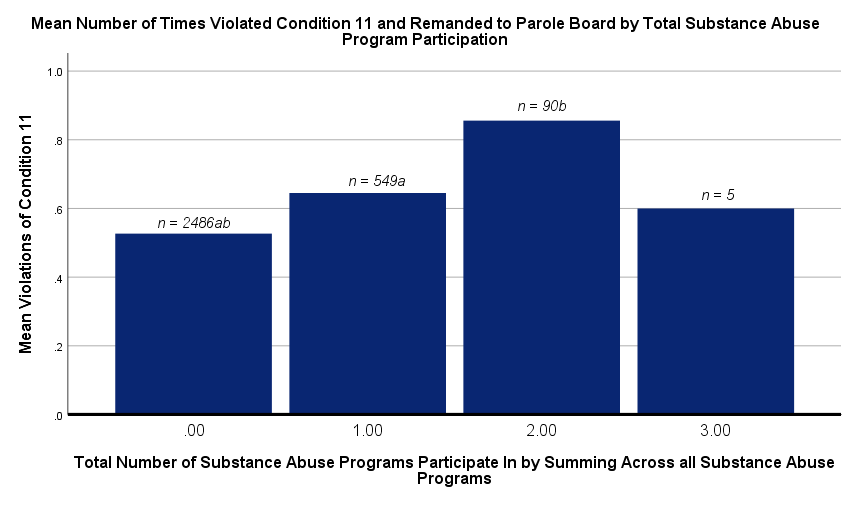 Mean Number of Times Violated Condition 11 and Remanded to Parole Board by Total Substance Abuse
Program Participation
Mean Violations of Condition 11
1.0
.8
.6
.4
.2
.0
n = 2486ab
n = 549a
n = 90b
n = 5
.00
1.00
2.00
3.00
Total Number of Substance Abuse Programs Participate In by Summing Across all Substance Abuse
Programs